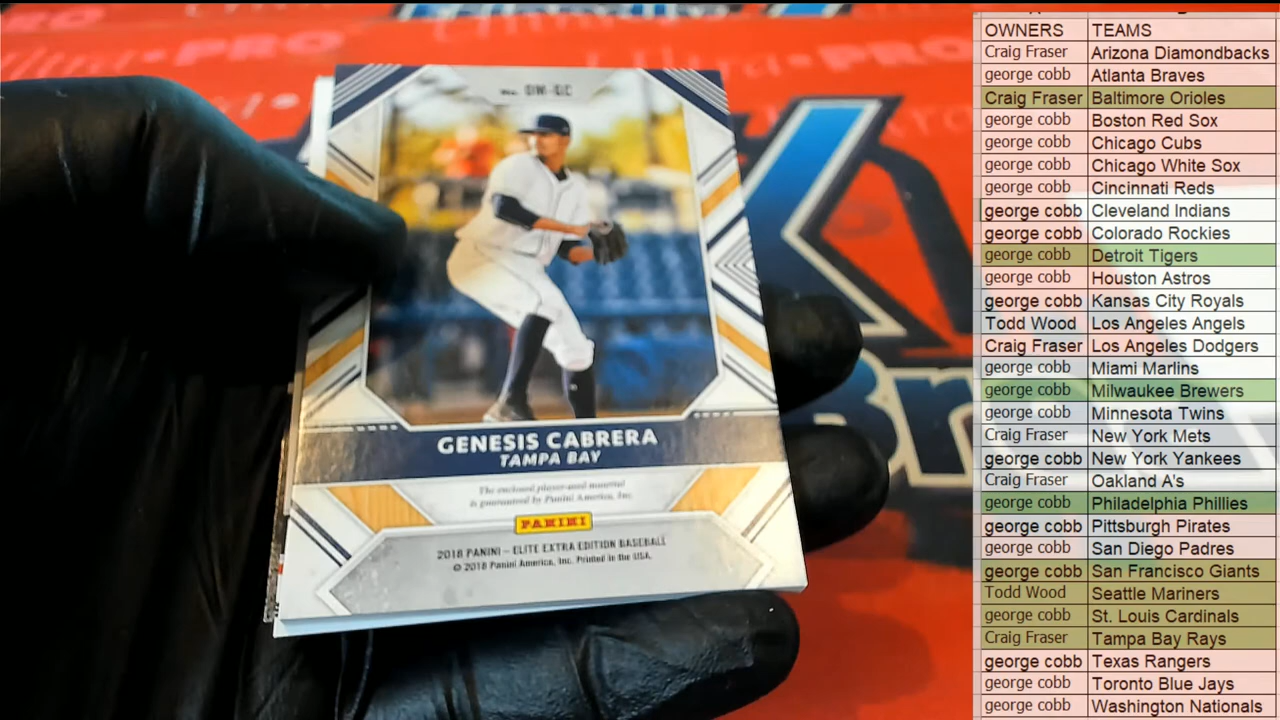 No. DW-GC
GENESIS CABRERA
TAMPA BAY
The enclosed player-used material
is guaranteed by Panini America, Inc.
PANINI
2018 PANINI – ELITE EXTRA EDITION BASEBALL
© 2018 Panini America, Inc. Printed in the USA.
PRO
OWNERS TEAMS
Craig Fraser Arizona Diamondbacks
george cobb Atlanta Braves
Craig Fraser Baltimore Orioles
george cobb Boston Red Sox
george cobb Chicago Cubs
george cobb Chicago White Sox
george cobb Cincinnati Reds
george cobb Cleveland Indians
george cobb Colorado Rockies
george cobb Detroit Tigers
george cobb Houston Astros
george cobb Kansas City Royals
Todd Wood Los Angeles Angels
Craig Fraser Los Angeles Dodgers
george cobb Miami Marlins
george cobb Milwaukee Brewers
george cobb Minnesota Twins
Craig Fraser New York Mets
george cobb New York Yankees
Craig Fraser Oakland A's
george cobb Philadelphia Phillies
george cobb Pittsburgh Pirates
george cobb San Diego Padres
george cobb San Francisco Giants
Todd Wood Seattle Mariners
george cobb St. Louis Cardinals
Craig Fraser Tampa Bay Rays
george cobb Texas Rangers
george cobb Toronto Blue Jays
george cobb Washington Nationals